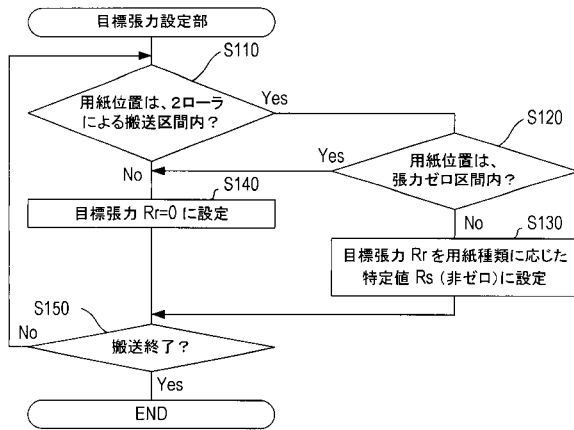 目標張力設定部
S110
用紙位置は、2ローラ
による搬送区間内？
Yes
No
S120
用紙位置は、
張力ゼロ区間内？
Yes
No
S140
目標張力 Rr=0 に設定
S130
目標張力 Rr を用紙種類に応じた
特定値 Rs (非ゼロ)に設定
S150
搬送終了？
No
Yes
END